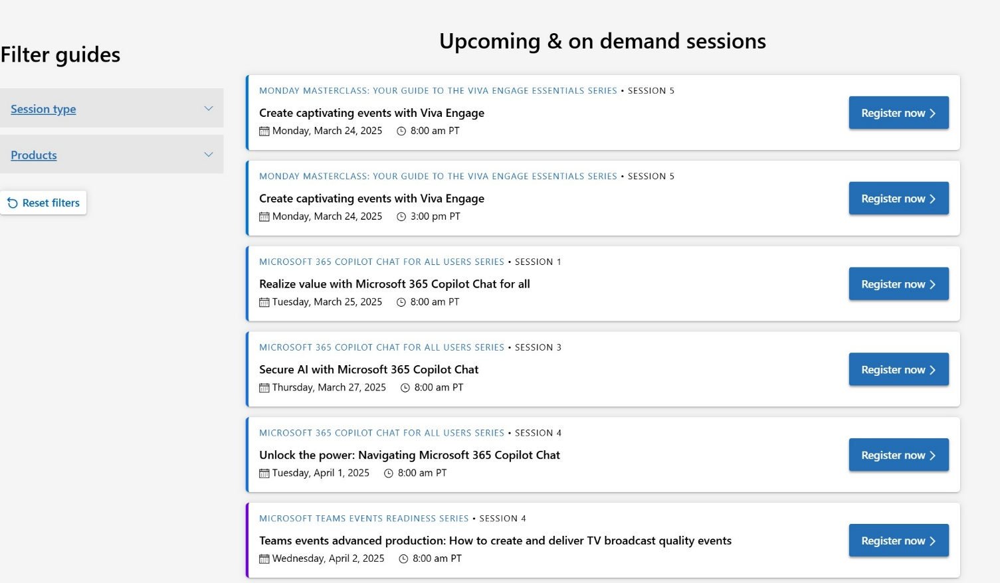 Filter guides
Session type
Products
Reset filters
Upcoming & on demand sessions
MONDAY MASTERCLASS: YOUR GUIDE TO THE VIVA ENGAGE ESSENTIALS SERIES • SESSION 5
Create captivating events with Viva Engage
Monday, March 24, 2025 8:00 am PT
Register now
MONDAY MASTERCLASS: YOUR GUIDE TO THE VIVA ENGAGE ESSENTIALS SERIES • SESSION 5
Create captivating events with Viva Engage
Monday, March 24, 2025 3:00 pm PT
Register now
MICROSOFT 365 COPILOT CHAT FOR ALL USERS SERIES • SESSION 1
Realize value with Microsoft 365 Copilot Chat for all
Tuesday, March 25, 2025 8:00 am PT
Register now
MICROSOFT 365 COPILOT CHAT FOR ALL USERS SERIES • SESSION 3
Secure AI with Microsoft 365 Copilot Chat
Thursday, March 27, 2025 8:00 am PT
Register now
MICROSOFT 365 COPILOT CHAT FOR ALL USERS SERIES • SESSION 4
Unlock the power: Navigating Microsoft 365 Copilot Chat
Tuesday, April 1, 2025 8:00 am PT
Register now
MICROSOFT TEAMS EVENTS READINESS SERIES • SESSION 4
Teams events advanced production: How to create and deliver TV broadcast quality events
Wednesday, April 2, 2025 8:00 am PT
Register now